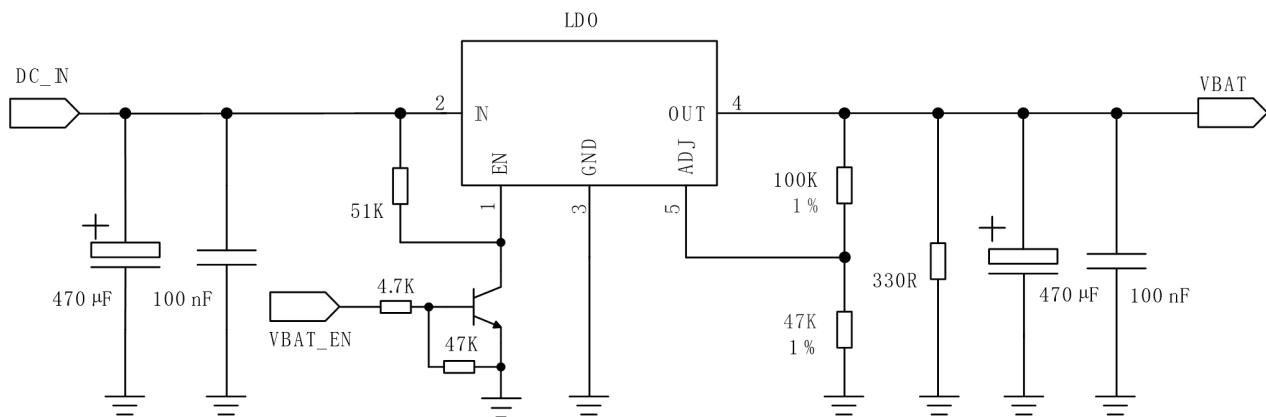 LDO
DC_IN
2
IN
EN
GND
ADJ
OUT
4
VBAT
1
3
5
51K
100K
1%
470 μF
100 nF
VBAT_EN
4.7K
47K
47K
1%
330R
470 μF
100 nF